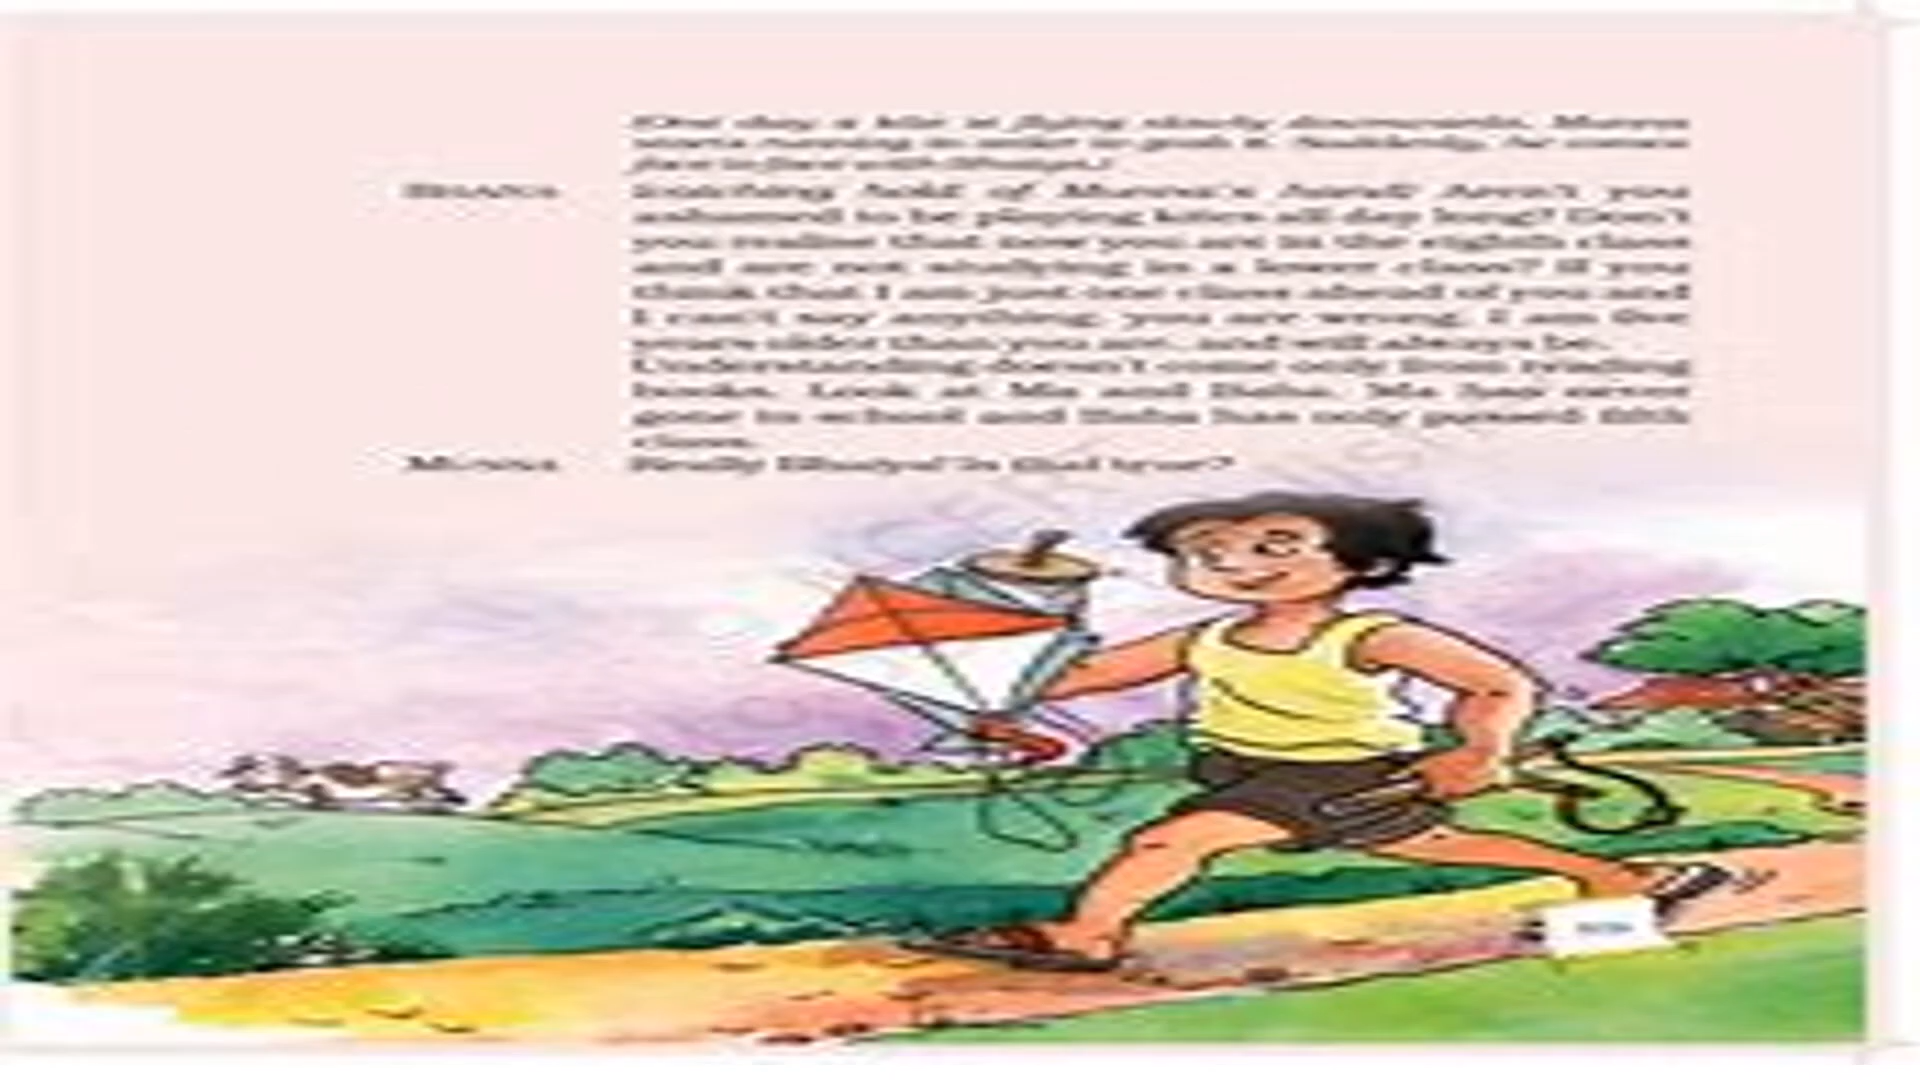 (One day, a kite is flying slowly downwards. Munna
starts running in order to grab it. Suddenly, he comes
face to face with Bhaiya.)
BHAIYA (catching hold of Munna's hand) Aren't you
ashamed to be playing kites all day long? Don't
you realise that now you are in the eighth class
and are not studying in a lower class? If you
think that I am just one class ahead of you and
I can't say anything, you are wrong. I am five
years older than you are, and will always be.
Understanding doesn't come only from reading
books. Look at Ma and Baba. Ma has never
gone to school and Baba has only passed fifth
class.
MUNNA Really Bhaiya! Is that true?